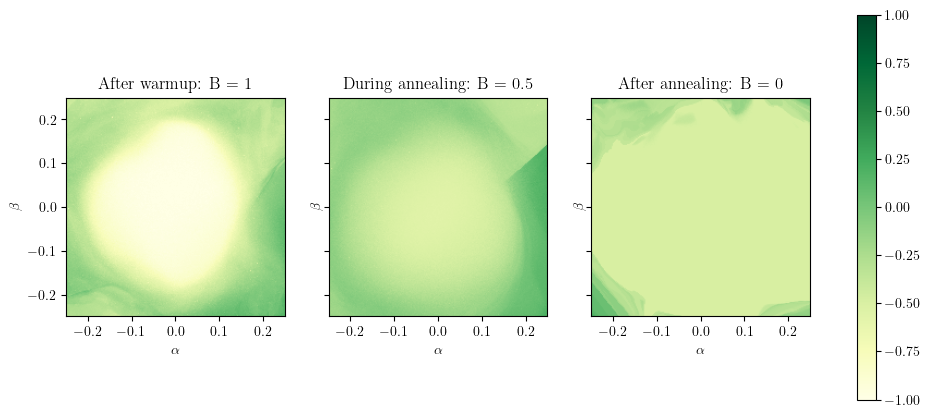 After warmup: B = 1
During annealing: B = 0.5
After annealing: B = 0
β
0.2
0.1
0.0
−0.1
−0.2
−0.2 −0.1 0.0 0.1 0.2
α
β
−0.2 −0.1 0.0 0.1 0.2
α
β
−0.2 −0.1 0.0 0.1 0.2
α
1.00
0.75
0.50
0.25
0.00
−0.25
−0.50
−0.75
−1.00